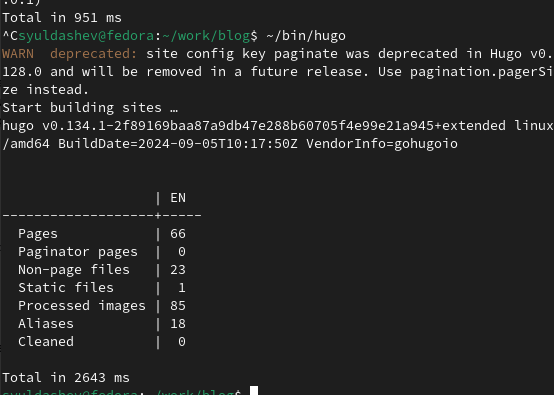 .0.1)
Total in 951 ms
^Csyuldashev@fedora:~/work/blog$ ~/bin/hugo
WARN  deprecated: site config key paginate was deprecated in Hugo v0.
128.0 and will be removed in a future release. Use pagination.pagerSi
ze instead.
Start building sites …
hugo v0.134.1-2f89169baa87a9db47e288b60705f4e99e21a945+extended linux
/amd64 BuildDate=2024-09-05T10:17:50Z VendorInfo=gohugoio
                   | EN
-------------------+-----
  Pages            | 66
  Paginator pages  |  0
  Non-page files   | 23
  Static files     |  1
  Processed images | 85
  Aliases          | 18
  Cleaned          |  0
Total in 2643 ms
syuldashev@fedora:~/work/blog$